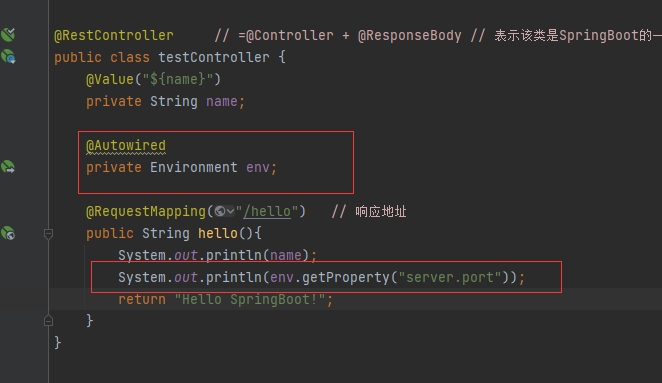 @RestController // =@Controller + @ResponseBody // 表示该类是SpringBoot的一
public class testController {
@Value("${name}")
private String name;
@Autowired
private Environment env;
@RequestMapping("/hello") // 响应地址
public String hello(){
System.out.println(name);
System.out.println(env.getProperty("server.port"));
return "Hello SpringBoot!";
}
}